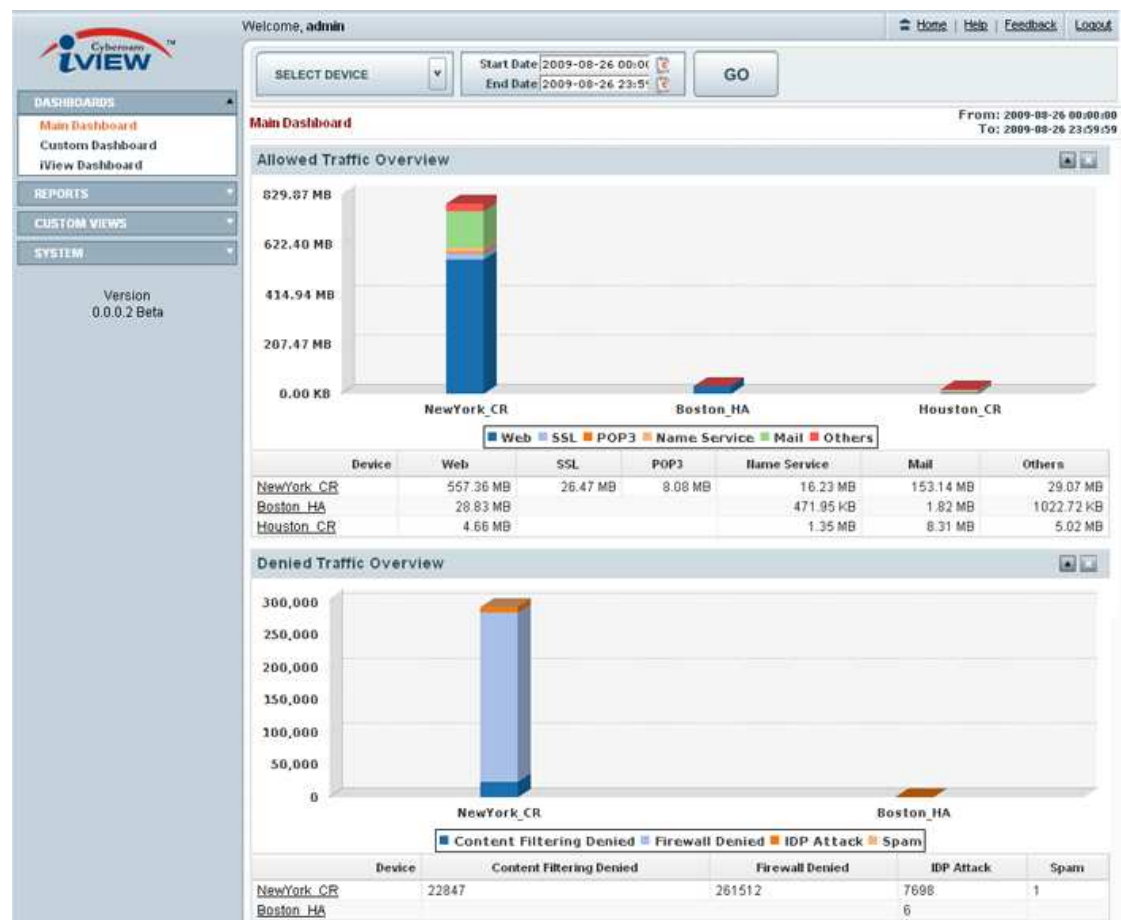 Cyberoam
iVIEW TM
Welcome, admin
Home | Help | Feedback | Logout
SELECT DEVICE
Start Date 2009-08-26 00:0
End Date 2009-08-26 23:5
GO
DASHBOARDS
Main Dashboard
Custom Dashboard
iView Dashboard
REPORTS
CUSTOM VIEWS
SYSTEM
Version
0.0.0.2 Beta
Main Dashboard
From: 2009-08-26 00:00:00
To: 2009-08-26 23:59:59
Allowed Traffic Overview
829.87 MB
622.40 MB
414.94 MB
207.47 MB
0.00 KB
NewYork_CR Boston_HA Houston_CR
Web SSL POP3 Name Service Mail Others
Device Web SSL POP3 Name Service Mail Others
NewYork_CR 557.36 MB 26.47 MB 8.08 MB 16.23 MB 153.14 MB 29.07 MB
Boston_HA 28.83 MB 471.95 KB 1.82 MB 1022.72 KB
Houston_CR 4.66 MB 1.35 MB 8.31 MB 5.02 MB
Denied Traffic Overview
300,000
250,000
200,000
150,000
100,000
50,000
0
NewYork_CR Boston_HA
Content Filtering Denied Firewall Denied IDP Attack Spam
Device Content Filtering Denied Firewall Denied IDP Attack Spam
NewYork_CR 22847 261512 7698 1
Boston_HA 6